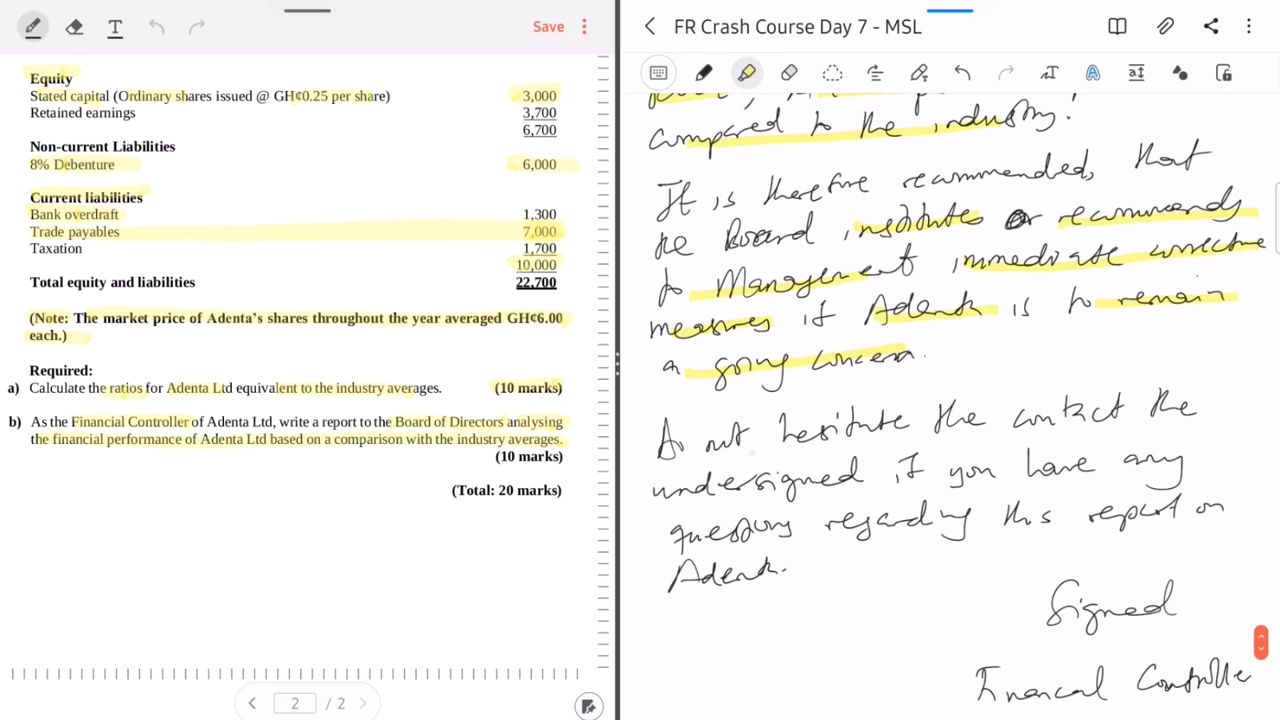 Save
Equity
Stated capital (Ordinary shares issued @ GH¢0.25 per share) 3,000
Retained earnings 3,700
6,700
Non-current Liabilities
8% Debenture 6,000
Current liabilities
Bank overdraft 1,300
Trade payables 7,000
Taxation 1,700
10,000
Total equity and liabilities 22,700
(Note: The market price of Adenta's shares throughout the year averaged GH¢6.00
each.)
Required:
a) Calculate the ratios for Adenta Ltd equivalent to the industry averages. (10 marks)
b) As the Financial Controller of Adenta Ltd, write a report to the Board of Directors analysing
the financial performance of Adenta Ltd based on a comparison with the industry averages.
(10 marks)
(Total: 20 marks)
2 / 2
FR Crash Course Day 7 - MSL
compared to the industry!
It is therefore recommended, that
the Board institutes or recommends
to Management immediate corrective
measures if Adenta is to remain
a going concern.
Do not hesitate the contact the
undersigned, if you have any
questions regarding this report on
Adenta.
Signed
Financial Controller